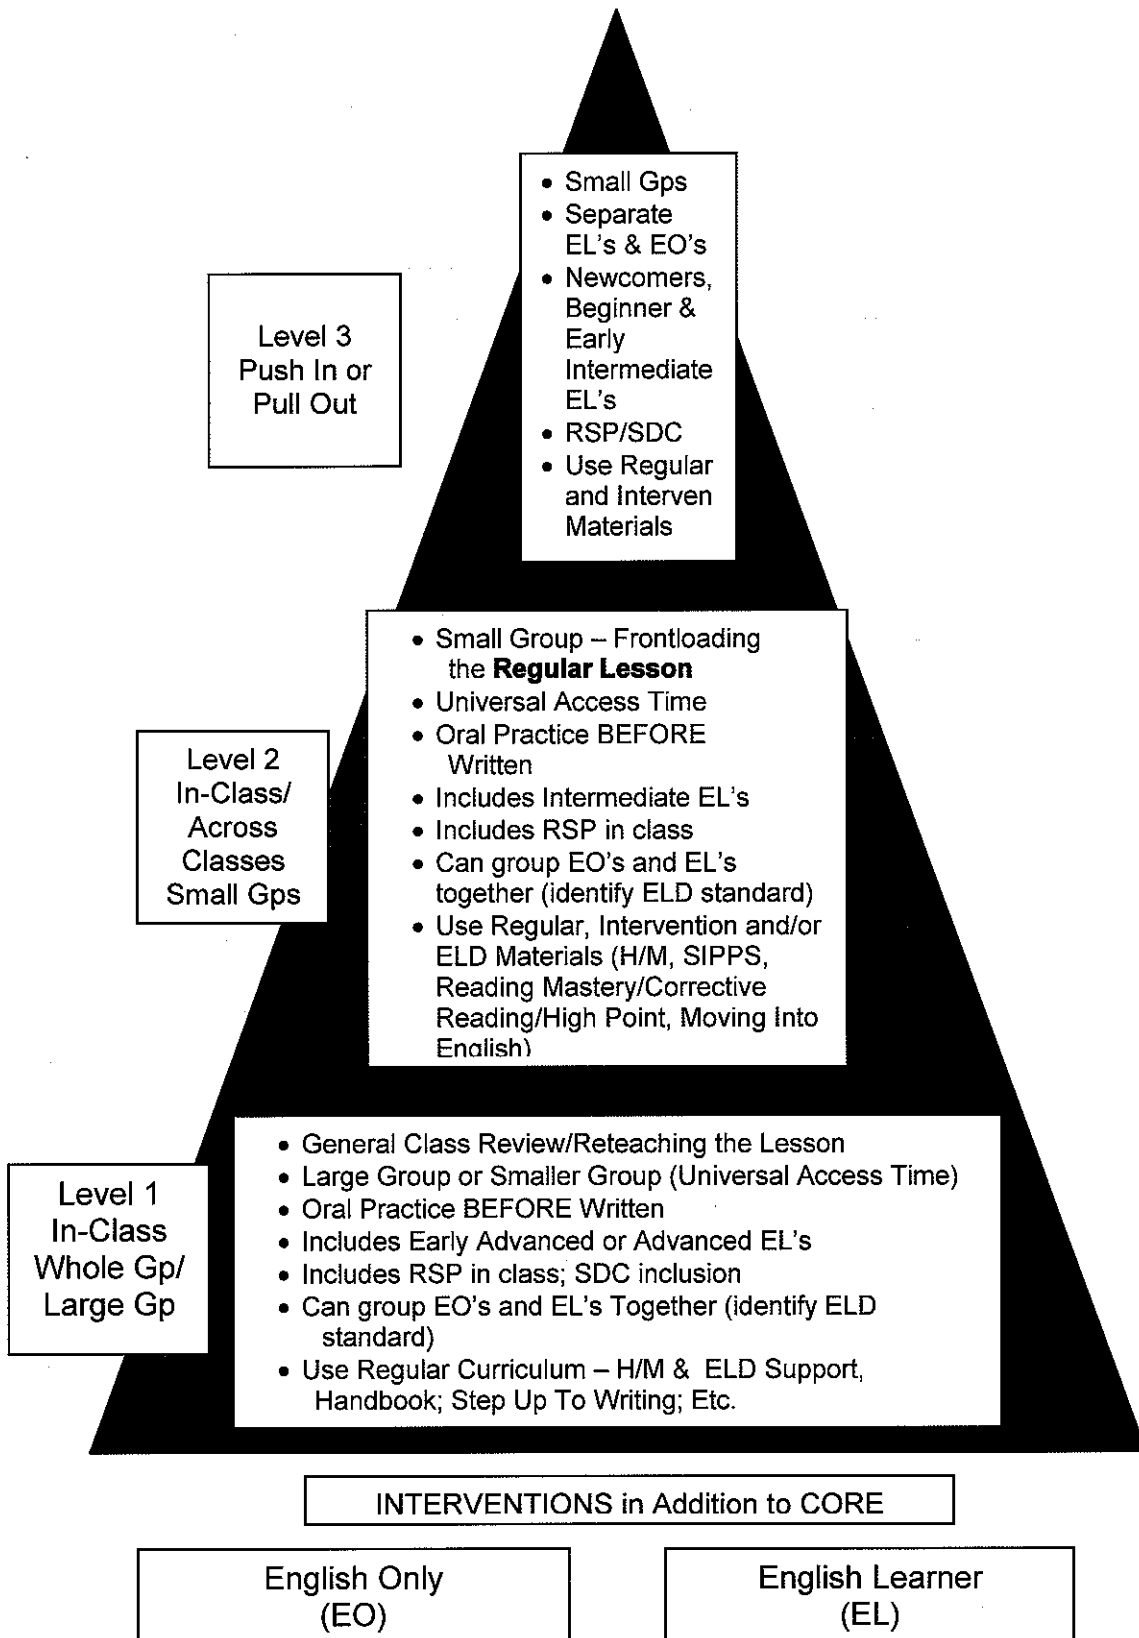 • Small Gps
• Separate
EL's & EO's
• Newcomers,
Beginner &
Early
Intermediate
EL's
• RSP/SDC
• Use Regular
and Interven
Materials
Level 3
Push In or
Pull Out
• Small Group – Frontloading
the Regular Lesson
• Universal Access Time
• Oral Practice BEFORE
Written
• Includes Intermediate EL's
• Includes RSP in class
• Can group EO's and EL's
together (identify ELD standard)
• Use Regular, Intervention and/or
ELD Materials (H/M, SIPPS,
Reading Mastery/Corrective
Reading/High Point, Moving Into
English)
Level 2
In-Class/
Across
Classes
Small Gps
• General Class Review/Reteaching the Lesson
• Large Group or Smaller Group (Universal Access Time)
• Oral Practice BEFORE Written
• Includes Early Advanced or Advanced EL's
• Includes RSP in class; SDC inclusion
• Can group EO's and EL's Together (identify ELD
standard)
• Use Regular Curriculum – H/M & ELD Support,
Handbook; Step Up To Writing; Etc.
Level 1
In-Class
Whole Gp/
Large Gp
INTERVENTIONS in Addition to CORE
English Only
(EO)
English Learner
(EL)